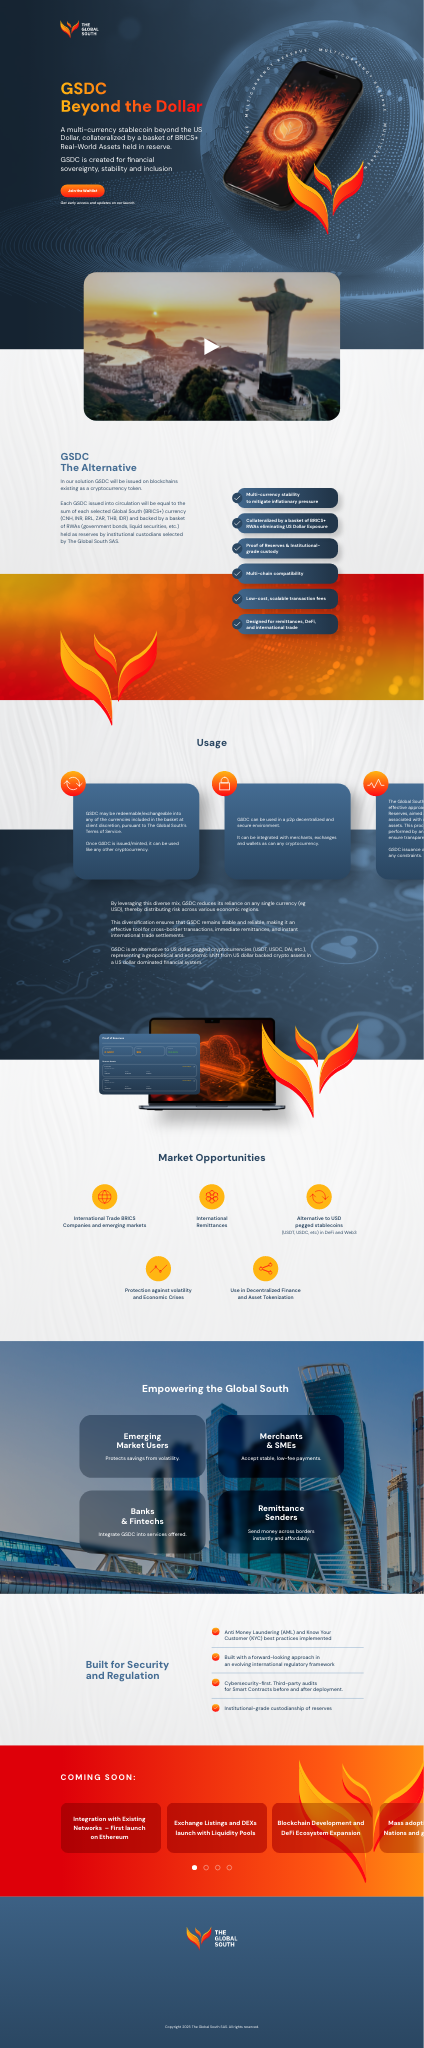 THE
GLOBAL
SOUTH
MULTICURRENCY
GSDC
Beyond the Dollar
A multi-currency stablecoin beyond the US
Dollar, collateralized by a basket of BRICS+
Real-World Assets held in reserve.
GSDC is created for financial
sovereignty, stability and inclusion
Join the Waitlist
Get early access and updates on our launch
GSDC
The Alternative
In our solution GSDC will be issued on blockchains
existing as a cryptocurrency token.
Each GSDC issued into circulation will be equal to the
sum of each selected Global South (BRICS+) currency
(CNH, INR, BRL, ZAR, THB, IDR) and backed by a basket
of RWAs (government bonds, liquid securities, etc.)
held as reserves by institutional custodians selected
by The Global South SAS.
Multi-currency stability
to mitigate inflationary pressure
Collateralized by a basket of BRICS+
RWAs eliminating US Dollar Exposure
Proof of Reserves & Institutional-
grade custody
Multi-chain compatibility
Low-cost, scalable transaction fees
Designed for remittances, DeFi,
and international trade
Usage
GSDC may be redeemable/exchangeable into
any of the currencies included in the basket at
client discretion, pursuant to The Global South's
Terms of Service.
Once GSDC is issued/minted, it can be used
like any other cryptocurrency.
GSDC can be used in a p2p decentralized and
secure environment.
It can be integrated with merchants, exchanges
and wallets as can any cryptocurrency.
The Global Sout
effective approa
Reserves, aimed
associated with
assets. This proc
performed by an
ensure transpare
GSDC issuance c
any constraints.
By leveraging this diverse mix, GSDC reduces its reliance on any single currency (eg
USD), thereby distributing risk across various economic regions.
This diversification ensures that GSDC remains stable and reliable, making it an
effective tool for cross-border transactions, immediate remittances, and instant
international trade settlements.
GSDC is an alternative to US dollar pegged cryptocurrencies (USDT, USDC, DAI, etc.),
representing a geopolitical and economic shift from US dollar backed crypto assets in
a US dollar dominated financial system.
Market Opportunities
International Trade BRICS
Companies and emerging markets
International
Remittances
Alternative to USD
pegged stablecoins
(USDT, USDC, etc) in DeFi and Web3
Protection against volatility
and Economic Crises
Use in Decentralized Finance
and Asset Tokenization
Empowering the Global South
Emerging
Market Users
Protects savings from volatility.
Merchants
& SMEs
Accept stable, low-fee payments.
Banks
& Fintechs
Integrate GSDC into services offered.
Remittance
Senders
Send money across borders
instantly and affordably.
Built for Security
and Regulation
Anti Money Laundering (AML) and Know Your
Customer (KYC) best practices implemented
Built with a forward-looking approach in
an evolving international regulatory framework
Cybersecurity-first. Third-party audits
for Smart Contracts before and after deployment.
Institutional-grade custodianship of reserves
COMING SOON:
Integration with Existing
Networks – First launch
on Ethereum
Exchange Listings and DEXs
launch with Liquidity Pools
Blockchain Development and
DeFi Ecosystem Expansion
Mass adopt
Nations and g
THE
GLOBAL
SOUTH
Copyright 2025 The Global South SAS. All rights reserved.